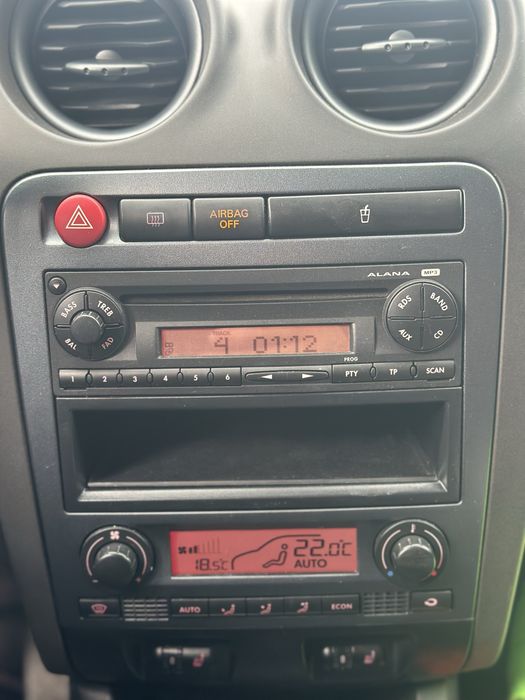 AIRBAG
OFF
ALANA MP3
BASS TREB
BAL FAD
RDS BAND
AUX CD
TRACK
4 01:12
PROG
1 2 3 4 5 6 PTY TP SCAN
22.0°C
18.5°C AUTO
AUTO ECON